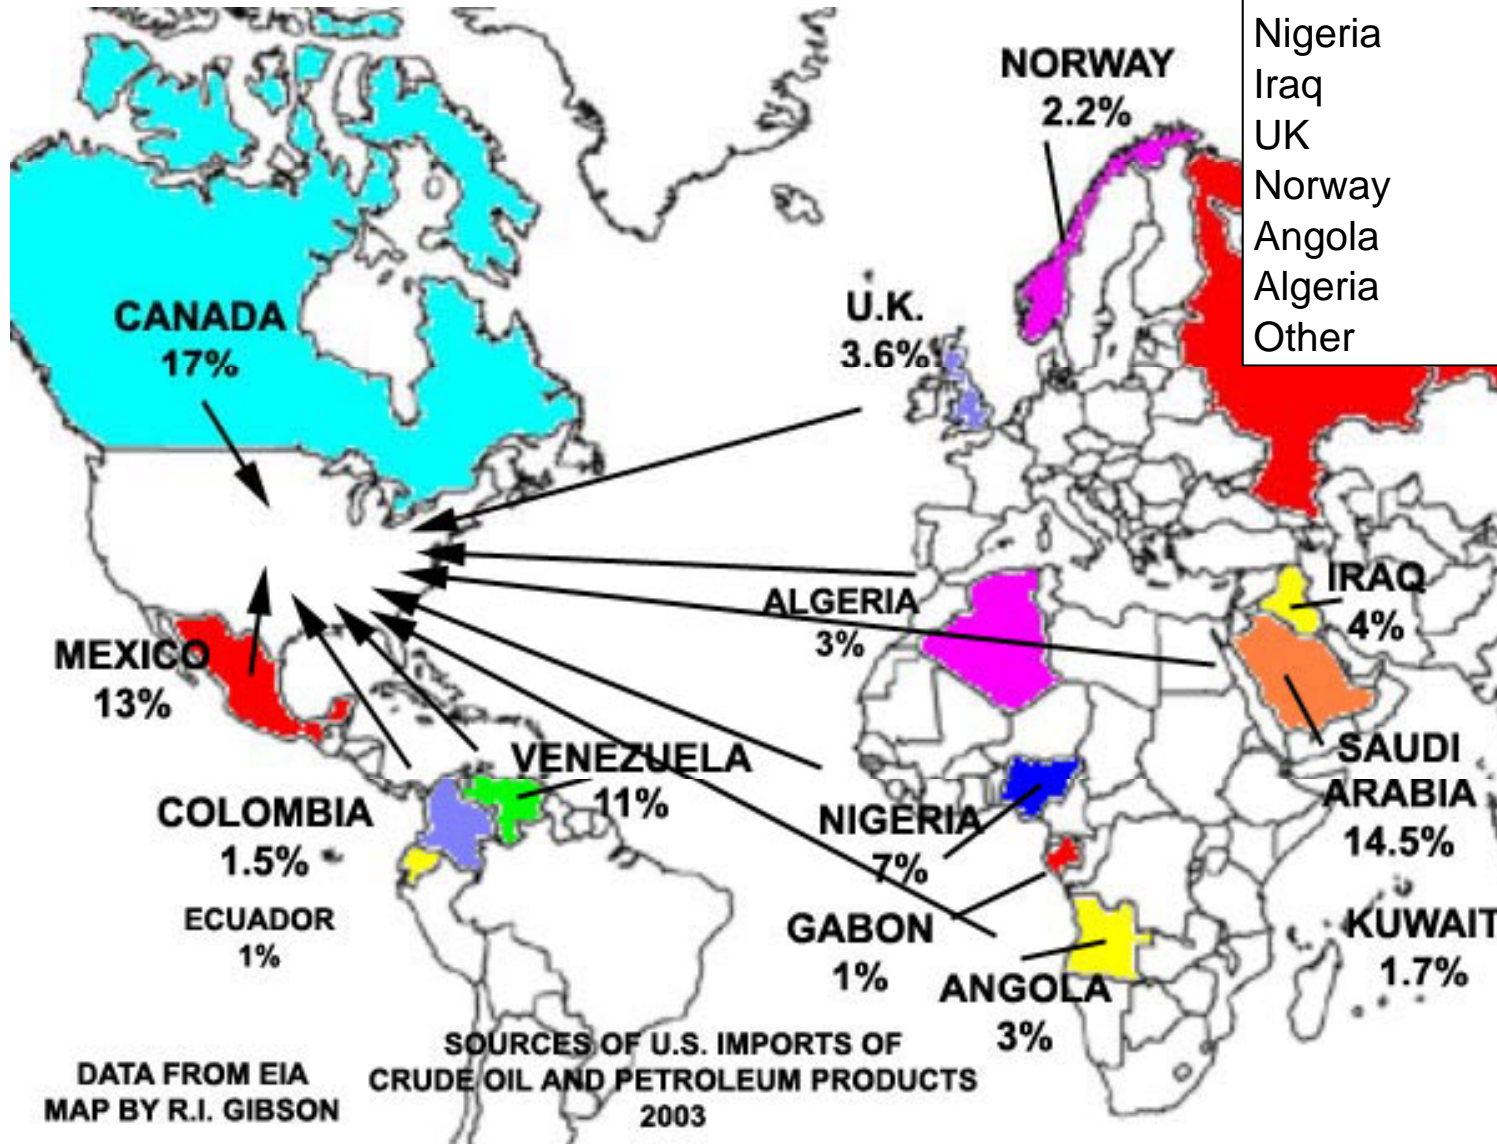 Nigeria
Iraq
UK
Norway
Angola
Algeria
Other
NORWAY
2.2%
CANADA
17%
U.K.
3.6%
ALGERIA
3%
IRAQ
4%
MEXICO
13%
VENEZUELA
11%
SAUDI
ARABIA
14.5%
COLOMBIA
1.5%
NIGERIA
7%
ECUADOR
1%
GABON
1%
KUWAIT
1.7%
ANGOLA
3%
SOURCES OF U.S. IMPORTS OF
CRUDE OIL AND PETROLEUM PRODUCTS
2003
DATA FROM EIA
MAP BY R.I. GIBSON